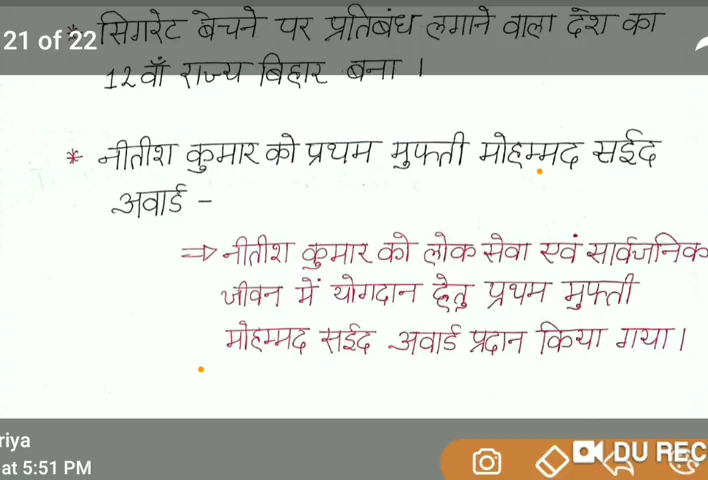 * सिगरेट बेचने पर प्रतिबंध लगाने वाला देश का
21 of 22
12वाँ राज्य बिहार बना ।
* नीतीश कुमार को प्रथम मुफ्ती मोहम्मद सईद
अवार्ड -
⇒ नीतीश कुमार को लोक सेवा एवं सार्वजनिक
जीवन में योगदान हेतु प्रथम मुफ्ती
मोहम्मद सईद अवार्ड प्रदान किया गया ।
riya
at 5:51 PM
DU REC